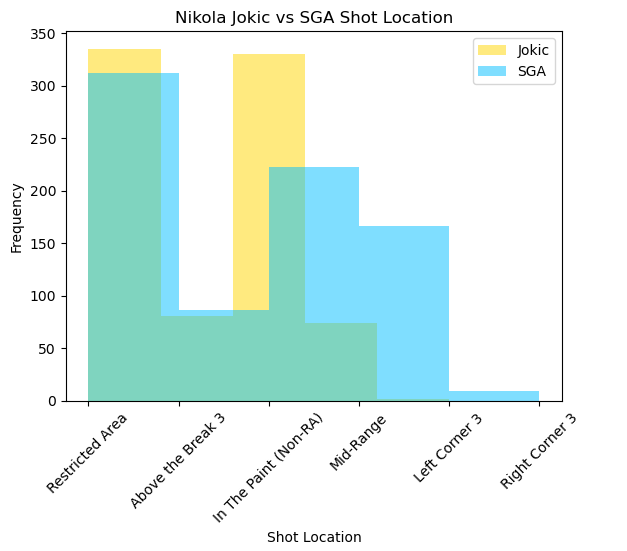 Nikola Jokic vs SGA Shot Location
Jokic
SGA
350
300
250
200
150
100
50
0
Frequency
Restricted Area
Above the Break 3
In The Paint (Non-RA)
Mid-Range
Left Corner 3
Right Corner 3
Shot Location